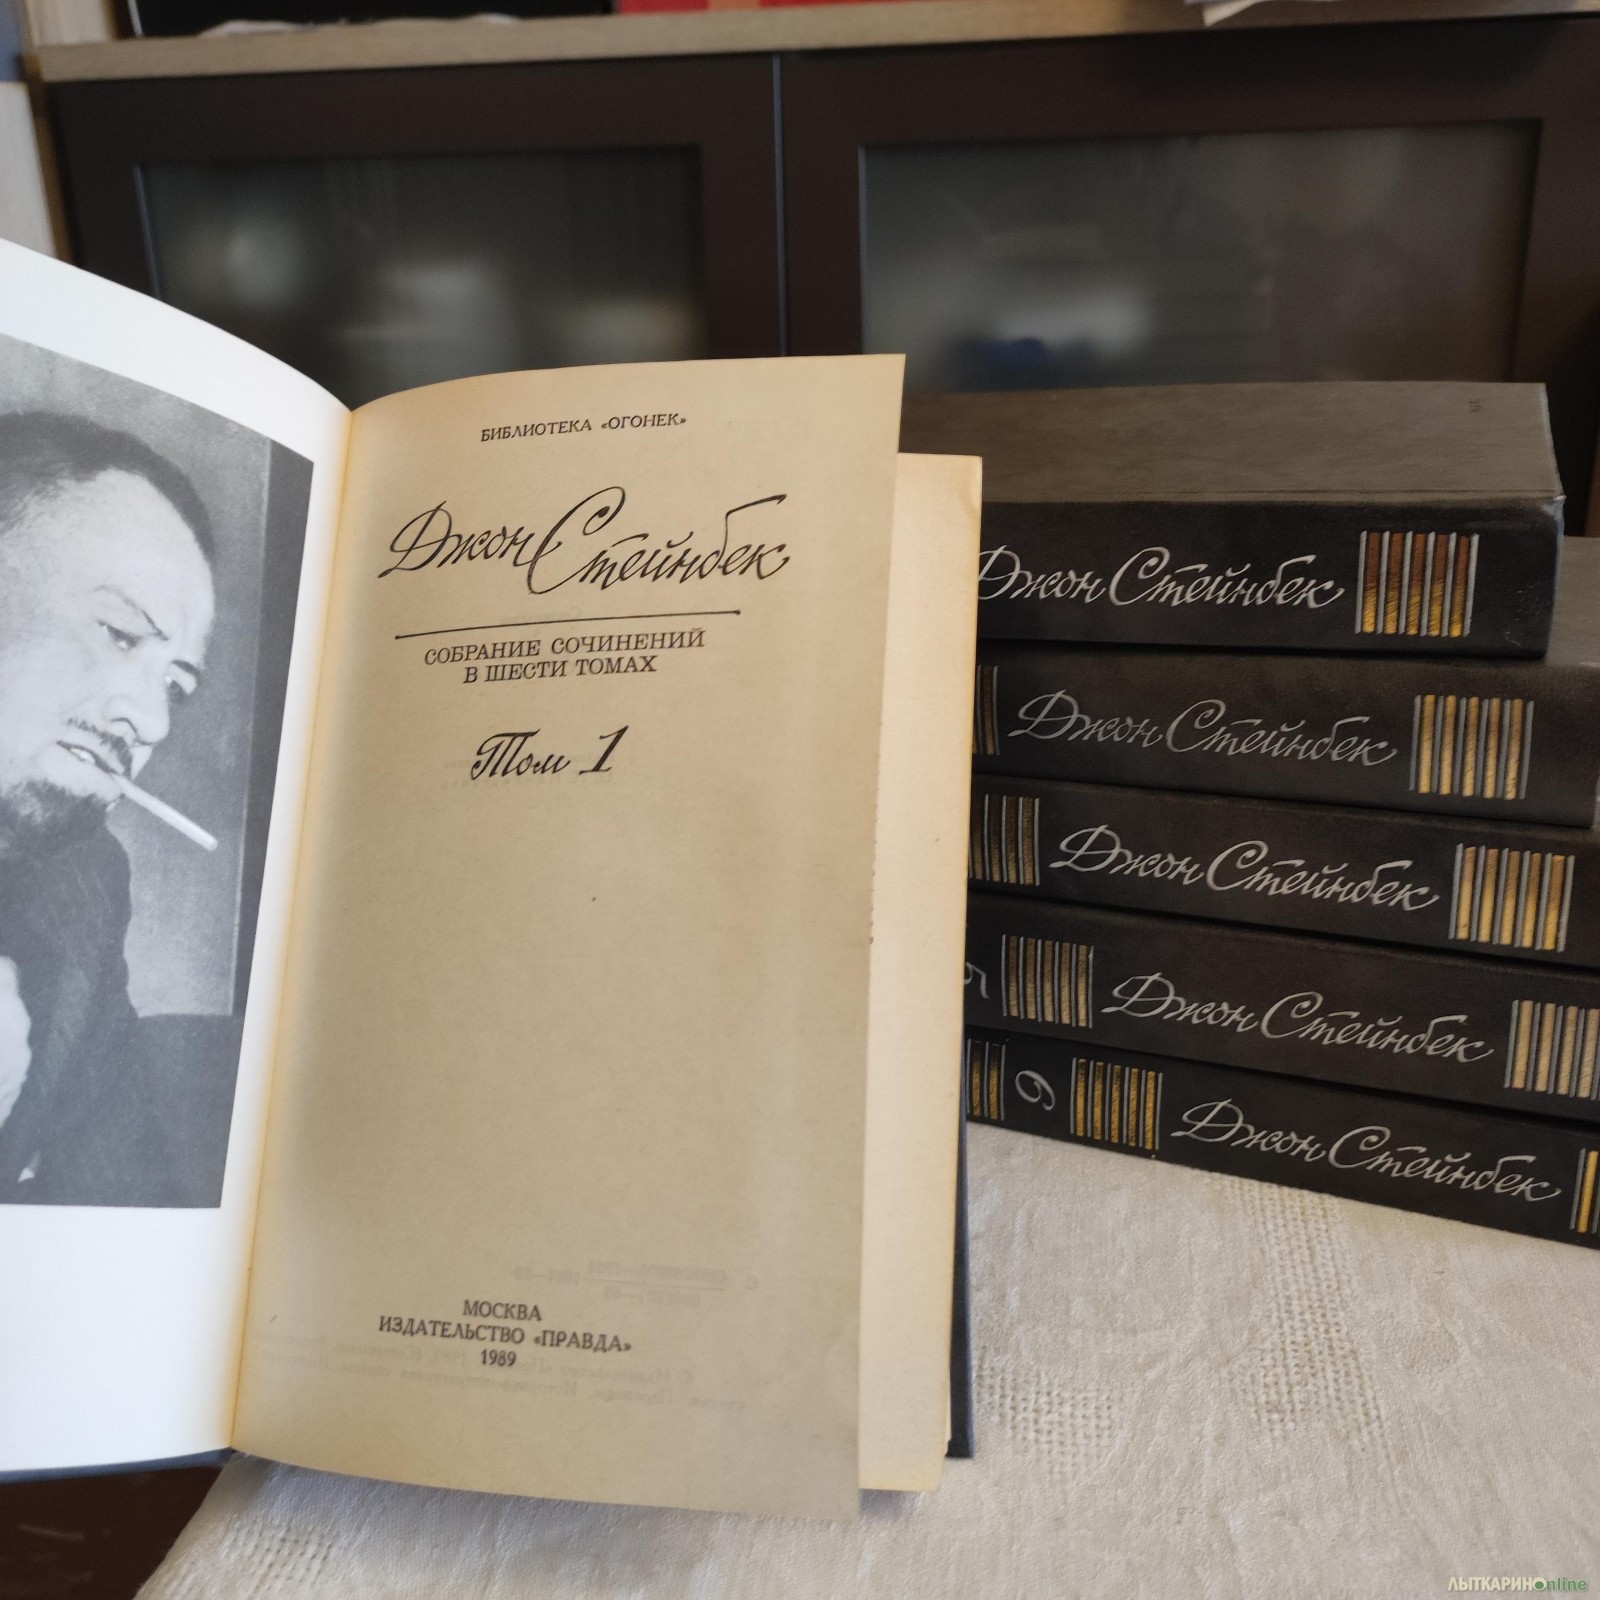 БИБЛИОТЕКА «ОГОНЕК»
Джон Стейнбек
СОБРАНИЕ СОЧИНЕНИЙ
В ШЕСТИ ТОМАХ
Том 1
МОСКВА
ИЗДАТЕЛЬСТВО «ПРАВДА»
1989
Джон Стейнбек
Джон Стейнбек
Джон Стейнбек
5 Джон Стейнбек
6 Джон Стейнбек
ЛЫТКАРИНОonline